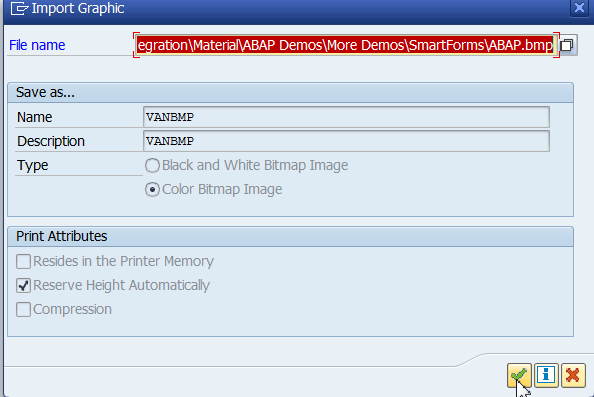 Import Graphic
File name egration\Material\ABAP Demos\More Demos\SmartForms\ABAP.bmp
Save as...
Name VANBMP
Description VANBMP
Type Black and White Bitmap Image
Color Bitmap Image
Print Attributes
Resides in the Printer Memory
Reserve Height Automatically
Compression